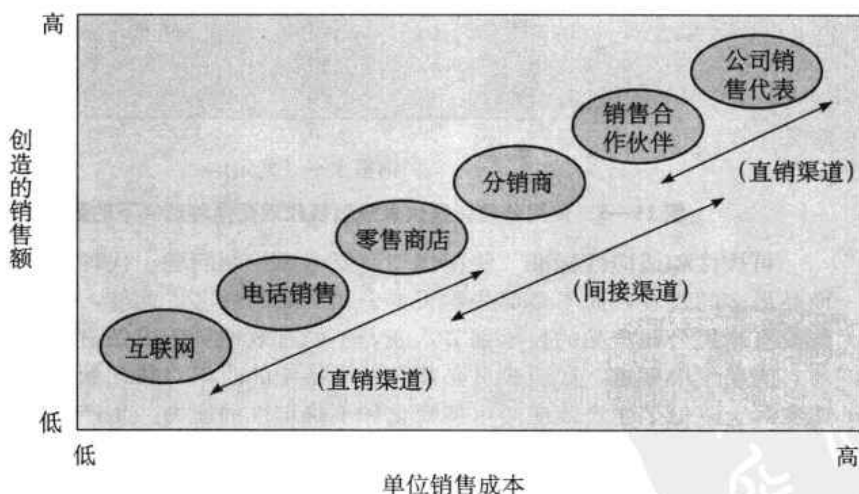 高
创造的销售额
低
公司销
售代表
销售合
作伙伴
(直销渠道)
分销商
零售商店
(间接渠道)
电话销售
互联网
(直销渠道)
低
高
单位销售成本